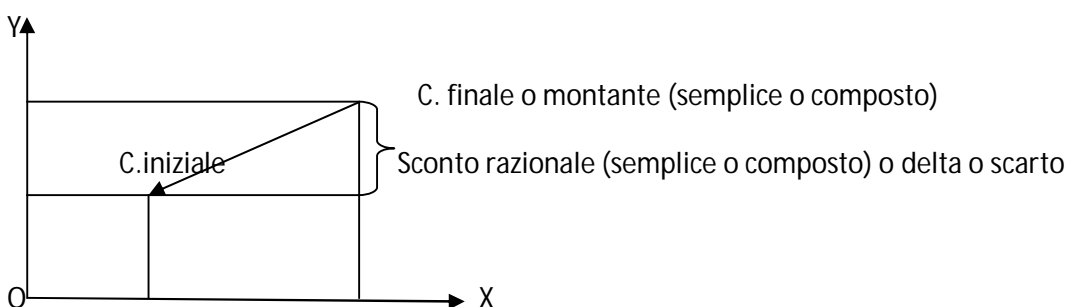 Y
C. finale o montante (semplice o composto)
C.iniziale
Sconto razionale (semplice o composto) o delta o scarto
O
X